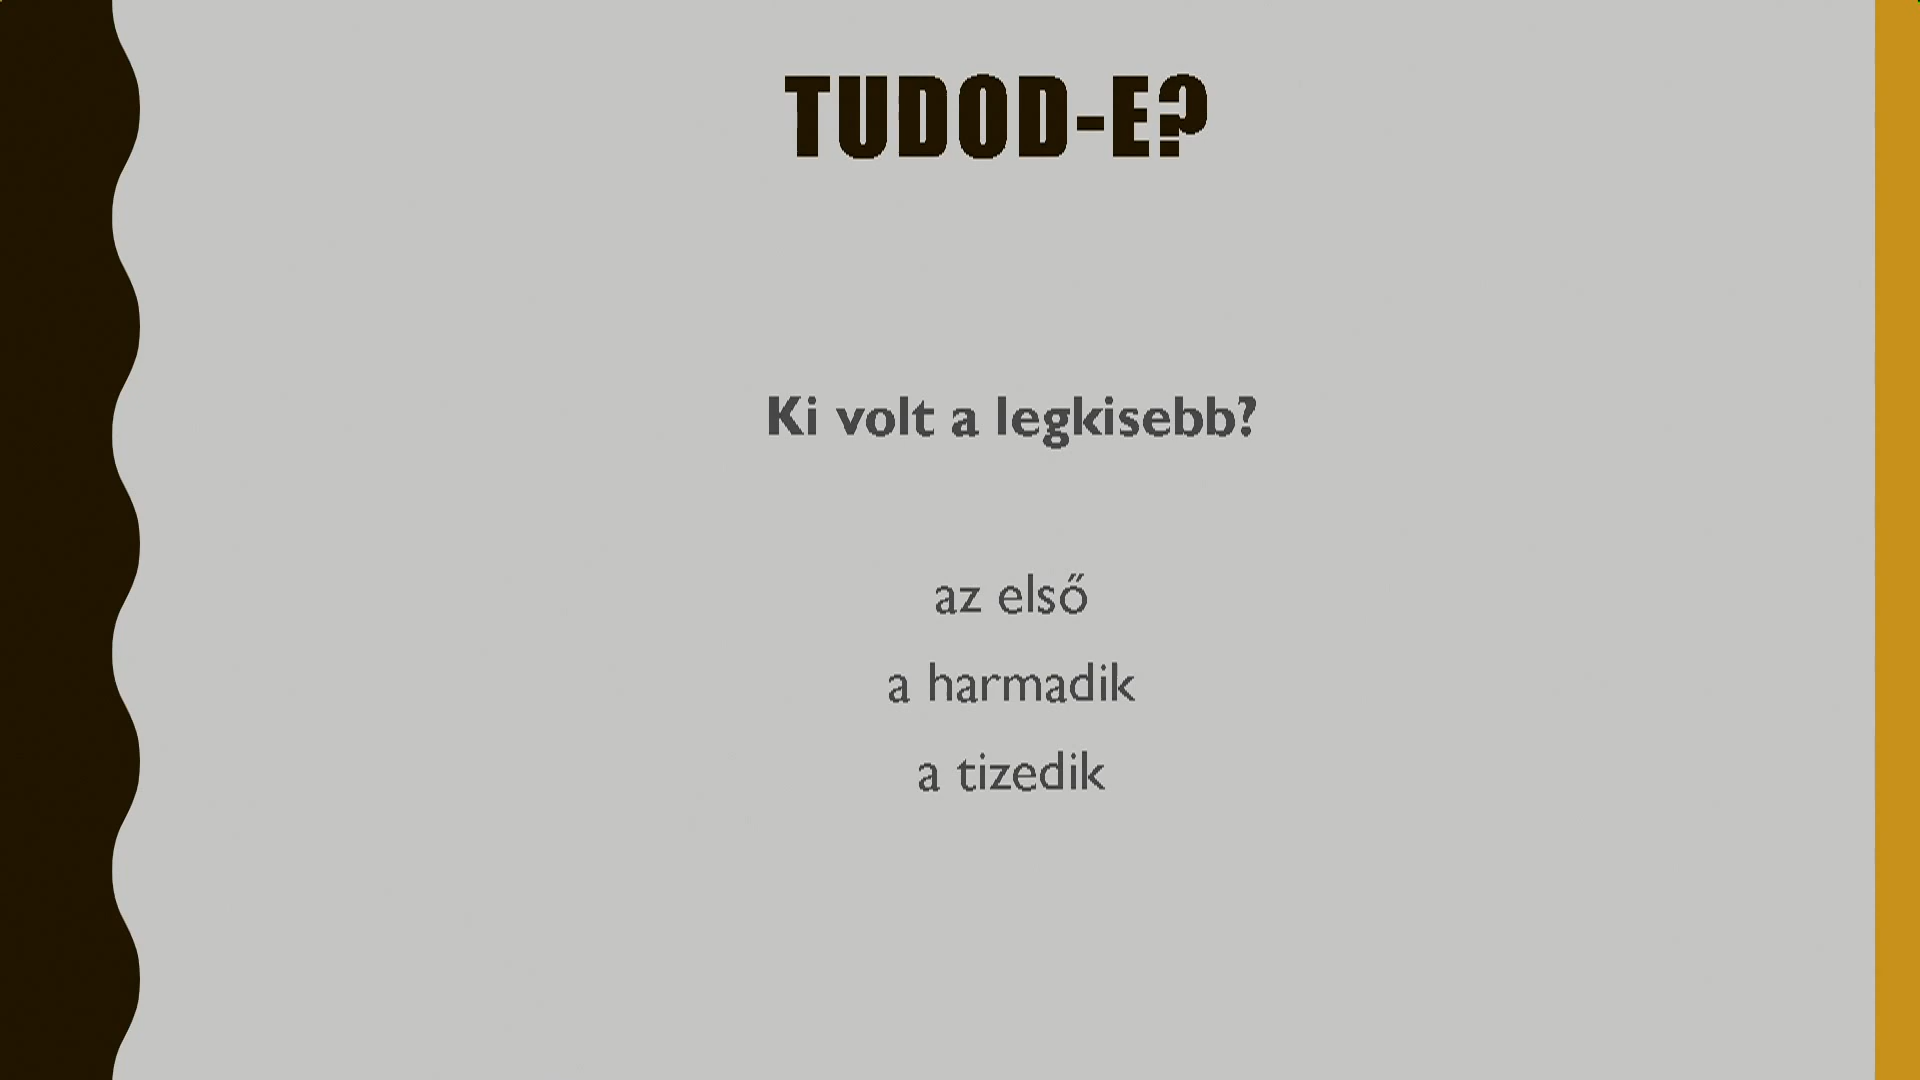 TUDOD-E?
Ki volt a legkisebb?
az első
a harmadik
a tizedik